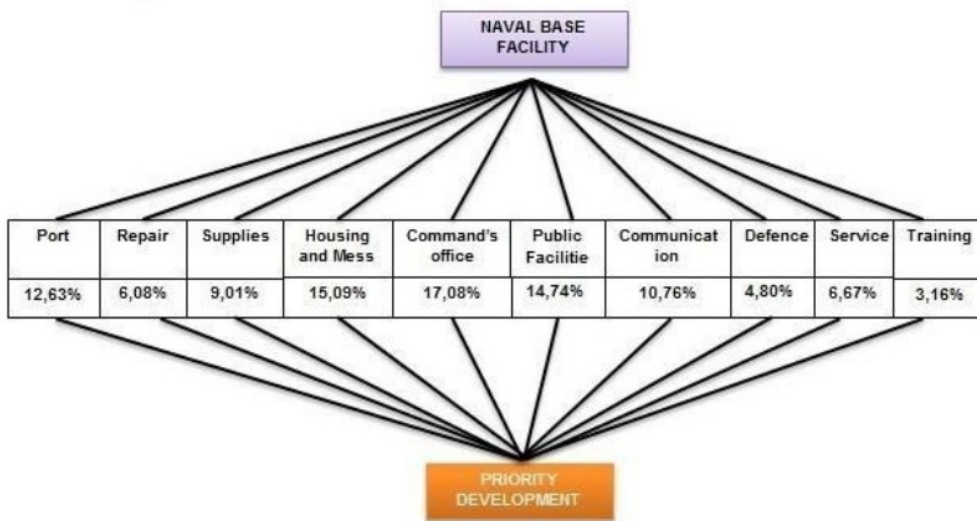 NAVAL BASE
FACILITY
Port Repair Supplies Housing Command's Public Communicat Defence Service Training
and Mess office Facilitie ion
12,63% 6,08% 9,01% 15,09% 17,08% 14,74% 10,76% 4,80% 6,67% 3,16%
PRIORITY
DEVELOPMENT